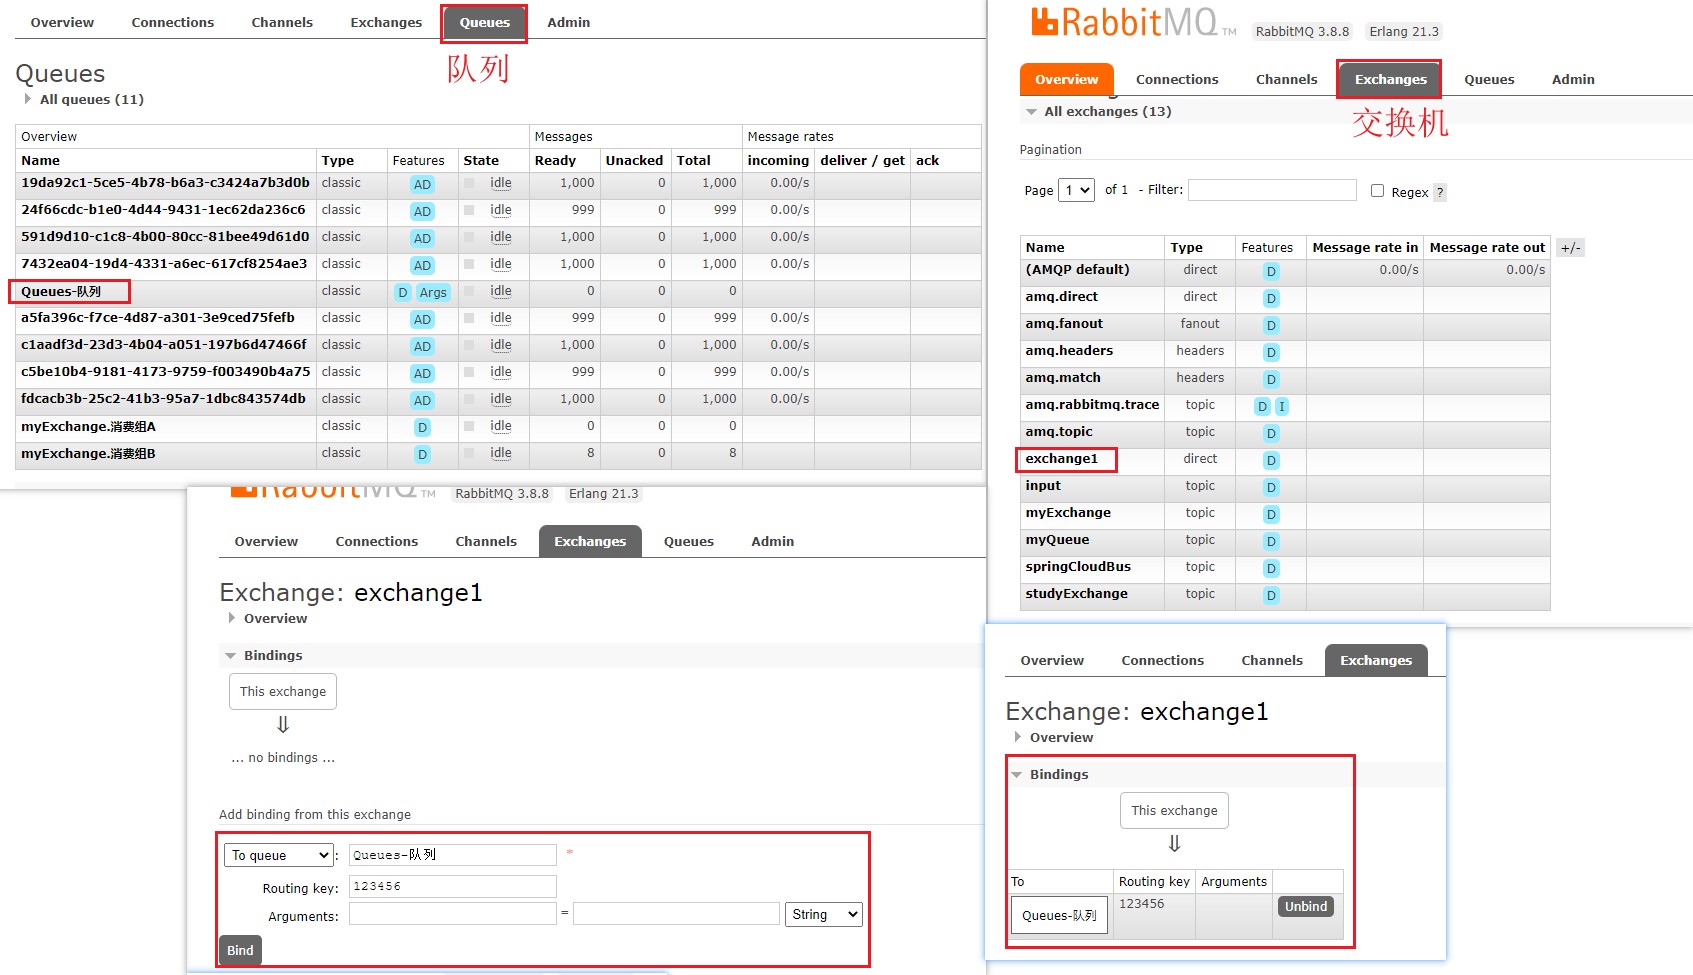 Overview Connections Channels Exchanges Queues Admin
队列
Queues
All queues (11)
Overview Messages Message rates
Name Type Features State Ready Unacked Total incoming deliver / get ack
19da92c1-5ce5-4b78-b6a3-c3424a7b3d0b classic AD idle 1,000 0 1,000 0.00/s
24f66cdc-b1e0-4d44-9431-1ec62da236c6 classic AD idle 999 0 999 0.00/s
591d9d10-c1c8-4b00-80cc-81bee49d61d0 classic AD idle 1,000 0 1,000 0.00/s
7432ea04-19d4-4331-a6ec-617cf8254ae3 classic AD idle 1,000 0 1,000 0.00/s
Queues-队列 classic D Args idle 0 0 0
a5fa396c-f7ce-4d87-a301-3e9ced75fefb classic AD idle 999 0 999 0.00/s
c1aadf3d-23d3-4b04-a051-197b6d47466f classic AD idle 1,000 0 1,000 0.00/s
c5be10b4-9181-4173-9759-f003490b4a75 classic AD idle 999 0 999 0.00/s
fdcacb3b-25c2-41b3-95a7-1dbc843574db classic AD idle 1,000 0 1,000 0.00/s
myExchange.消费组A classic D idle 0 0 0
myExchange.消费组B classic D idle 8 0 8
RabbitMQ TM RabbitMQ 3.8.8 Erlang 21.3
Overview Connections Channels Exchanges Queues Admin
All exchanges (13)
交换机
Pagination
Page 1 of 1 - Filter: Regex ?
Name Type Features Message rate in Message rate out +/-
(AMQP default) direct D 0.00/s 0.00/s
amq.direct direct D
amq.fanout fanout D
amq.headers headers D
amq.match headers D
amq.rabbitmq.trace topic D I
amq.topic topic D
exchange1 direct D
input topic D
myExchange topic D
myQueue topic D
springCloudBus topic D
studyExchange topic D
RabbitMQ TM RabbitMQ 3.8.8 Erlang 21.3
Overview Connections Channels Exchanges Queues Admin
Exchange: exchange1
Overview
Bindings
This exchange
⇓
... no bindings ...
Add binding from this exchange
To queue : Queues-队列 *
Routing key: 123456
Arguments: = String
Bind
Overview Connections Channels Exchanges
Exchange: exchange1
Overview
Bindings
This exchange
⇓
To Routing key Arguments
Queues-队列 123456 Unbind